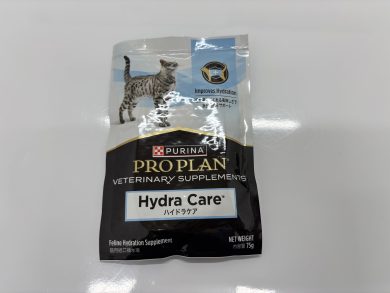 Improves Hydration
PURINA
PRO PLAN
VETERINARY SUPPLEMENTS
Hydra Care
ハイドラケア
Feline Hydration Supplement
NET WEIGHT
75g